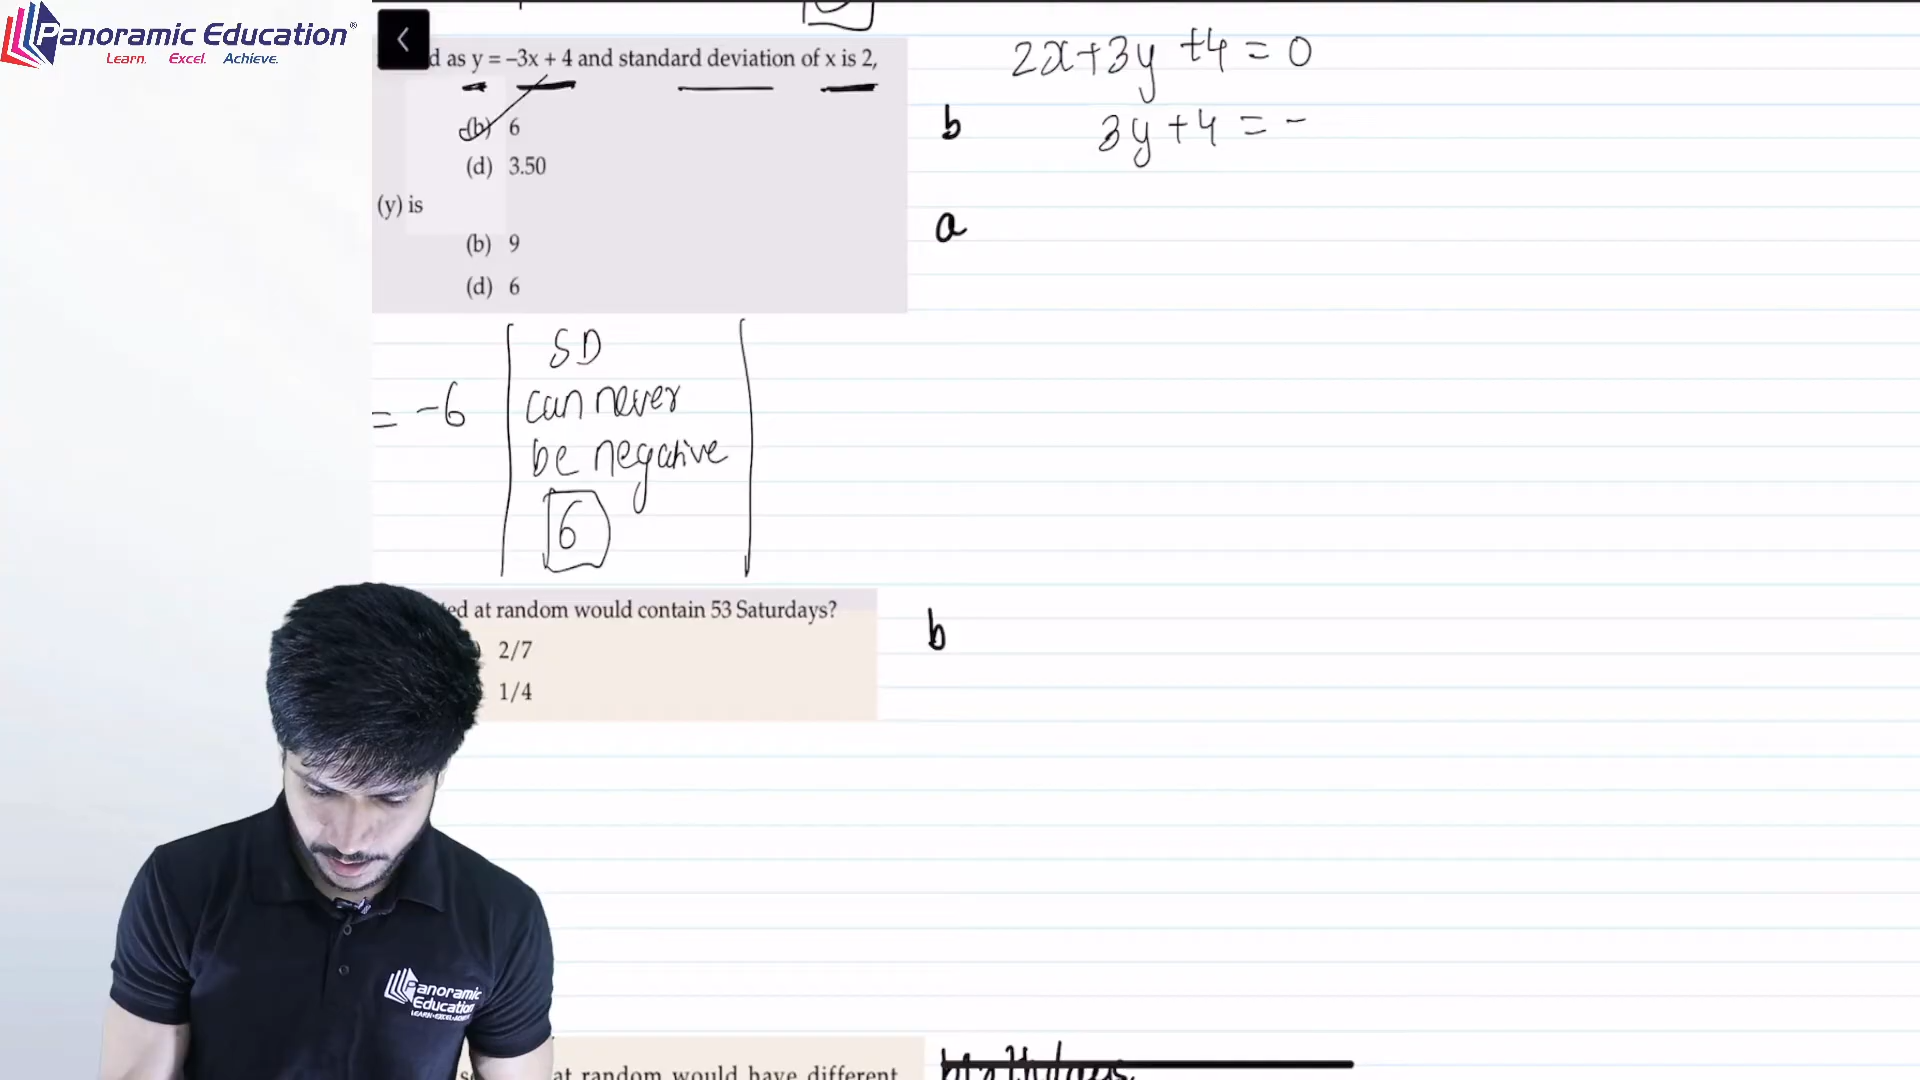 Panoramic Education®
Learn. Excel. Achieve.
d as y = –3x + 4 and standard deviation of x is 2,
(b) 6
(d) 3.50
(y) is
(b) 9
(d) 6
2x+3y +4 = 0
3y+4 = -
b
a
= -6
SD
can never
be negative
6
ed at random would contain 53 Saturdays?
2/7
1/4
b
at random would have different
Panoramic
Education